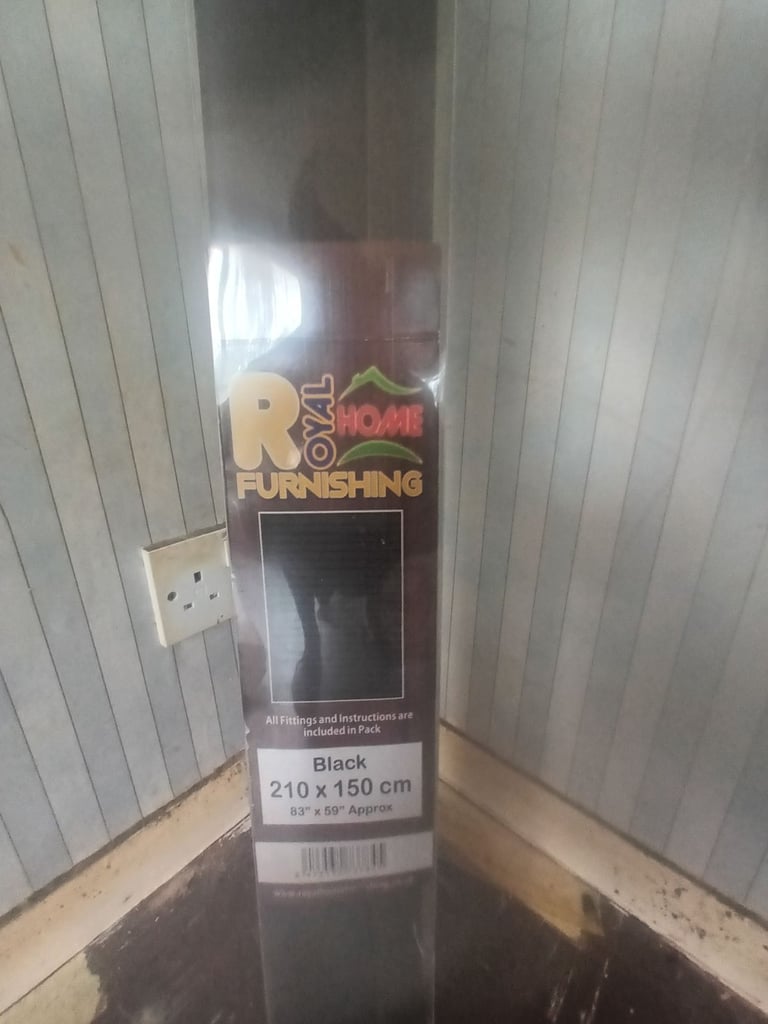 ROYAL HOME
FURNISHING
All Fittings and Instructions are
included in Pack
Black
210 x 150 cm
83" x 59" Approx